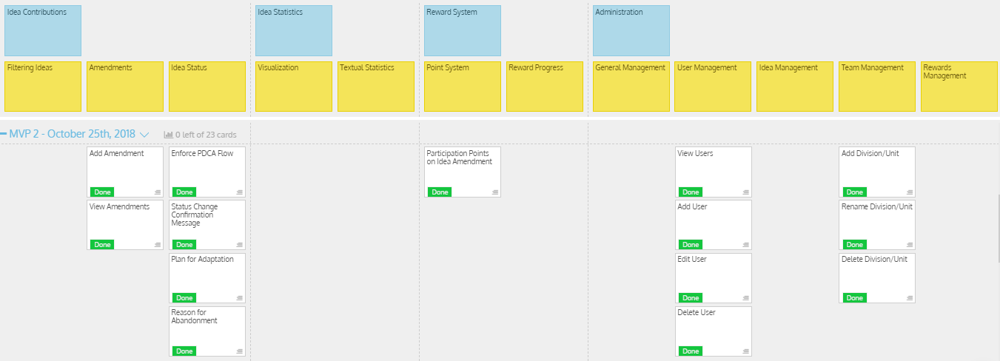 Idea Contributions
Idea Statistics
Reward System
Administration
Filtering Ideas
Amendments
Idea Status
Visualization
Textual Statistics
Point System
Reward Progress
General Management
User Management
Idea Management
Team Management
Rewards
Management
MVP 2 - October 25th, 2018
0 left of 23 cards
Add Amendment
Done
Enforce PDCA Flow
Done
Participation Points
on Idea Amendment
Done
View Users
Done
Add Division/Unit
Done
View Amendments
Done
Status Change
Confirmation
Message
Done
Add User
Done
Rename Division/Unit
Done
Plan for Adaptation
Done
Edit User
Done
Delete Division/Unit
Done
Reason for
Abandonment
Done
Delete User
Done